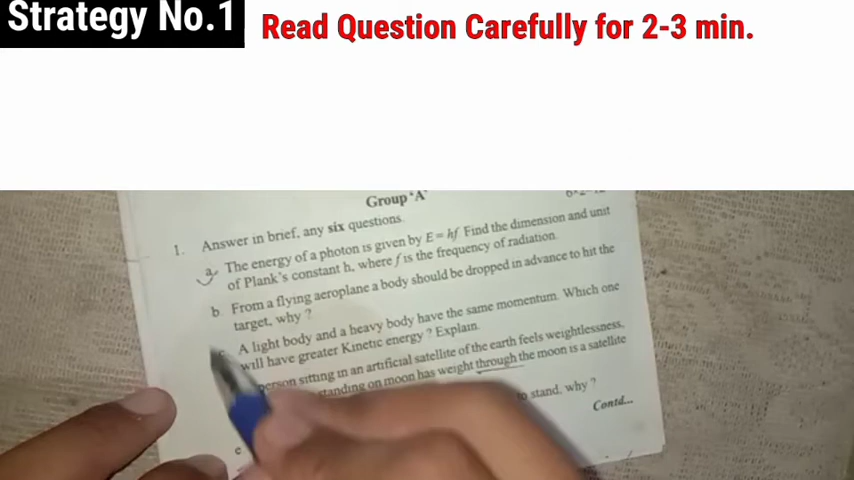 Strategy No.1
Read Question Carefully for 2-3 min.
Group 'A'
1. Answer in brief, any six questions.
a. The energy of a photon is given by E = hf Find the dimension and unit
of Plank's constant h, where f is the frequency of radiation.
b From a flying aeroplane a body should be dropped in advance to hit the
target, why ?
A light body and a heavy body have the same momentum. Which one
will have greater Kinetic energy ? Explain.
person sitting in an artificial satellite of the earth feels weightlessness,
standing on moon has weight through the moon is a satellite
to stand, why ?
Contd...
e